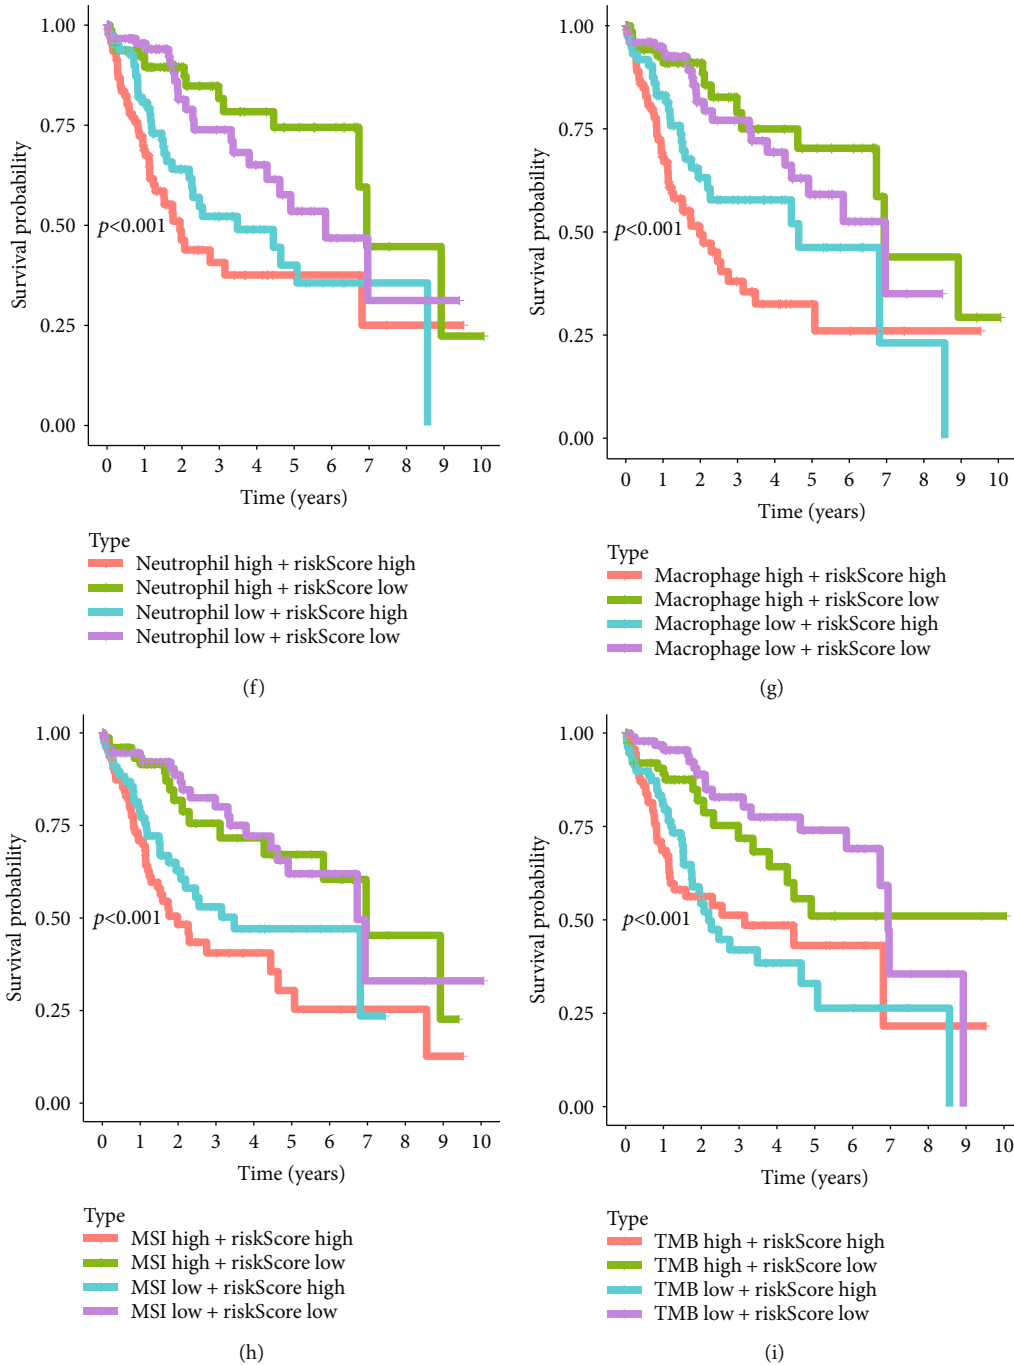 1.00
0.75
0.50
0.25
0.00
Survival probability
p<0.001
0 1 2 3 4 5 6 7 8 9 10
Time (years)
Type
Neutrophil high + riskScore high
Neutrophil high + riskScore low
Neutrophil low + riskScore high
Neutrophil low + riskScore low
(f)
1.00
0.75
0.50
0.25
0.00
Survival probability
p<0.001
0 1 2 3 4 5 6 7 8 9 10
Time (years)
Type
Macrophage high + riskScore high
Macrophage high + riskScore low
Macrophage low + riskScore high
Macrophage low + riskScore low
(g)
1.00
0.75
0.50
0.25
0.00
Survival probability
p<0.001
0 1 2 3 4 5 6 7 8 9 10
Time (years)
Type
MSI high + riskScore high
MSI high + riskScore low
MSI low + riskScore high
MSI low + riskScore low
(h)
1.00
0.75
0.50
0.25
0.00
Survival probability
p<0.001
0 1 2 3 4 5 6 7 8 9 10
Time (years)
Type
TMB high + riskScore high
TMB high + riskScore low
TMB low + riskScore high
TMB low + riskScore low
(i)